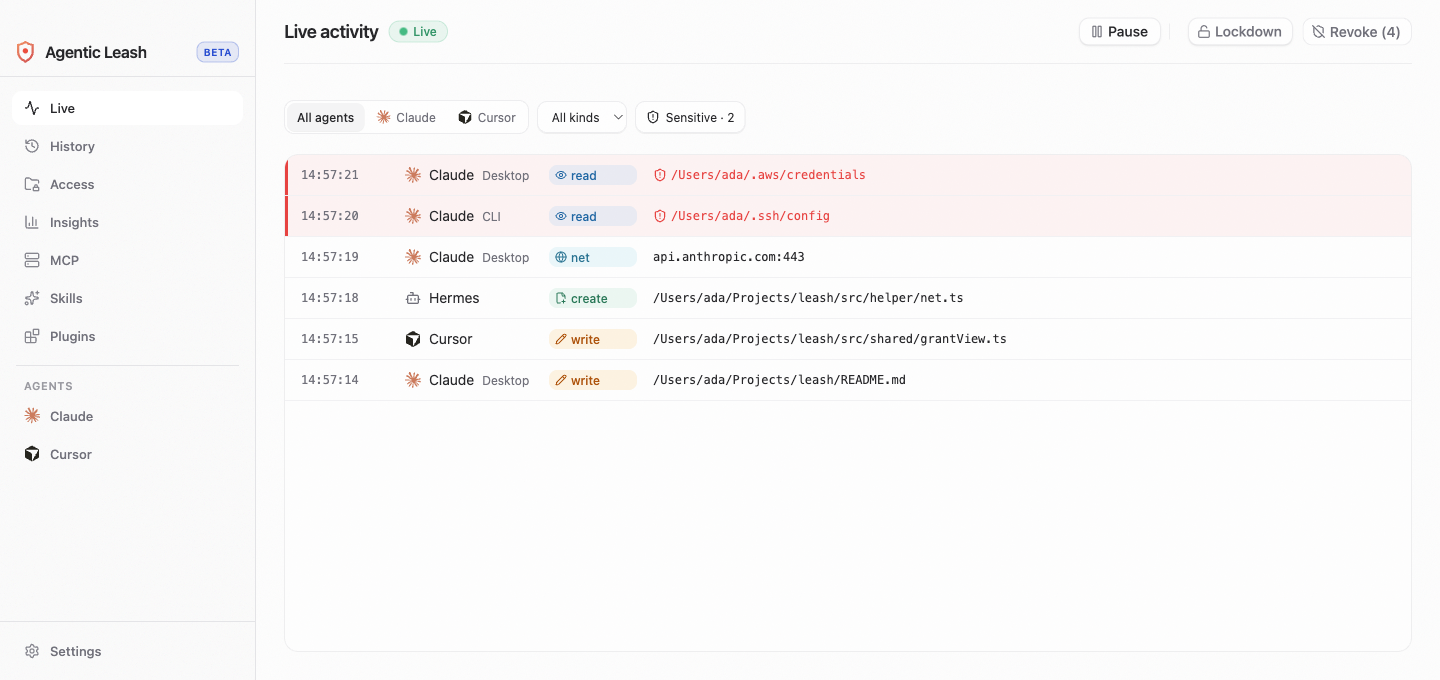 Agentic Leash BETA
Live
History
Access
Insights
MCP
Skills
Plugins
AGENTS
Claude
Cursor
Settings
Live activity Live Pause Lockdown Revoke (4)
All agents Claude Cursor All kinds Sensitive · 2
14:57:21 Claude Desktop read /Users/ada/.aws/credentials
14:57:20 Claude CLI read /Users/ada/.ssh/config
14:57:19 Claude Desktop net api.anthropic.com:443
14:57:18 Hermes create /Users/ada/Projects/leash/src/helper/net.ts
14:57:15 Cursor write /Users/ada/Projects/leash/src/shared/grantView.ts
14:57:14 Claude Desktop write /Users/ada/Projects/leash/README.md